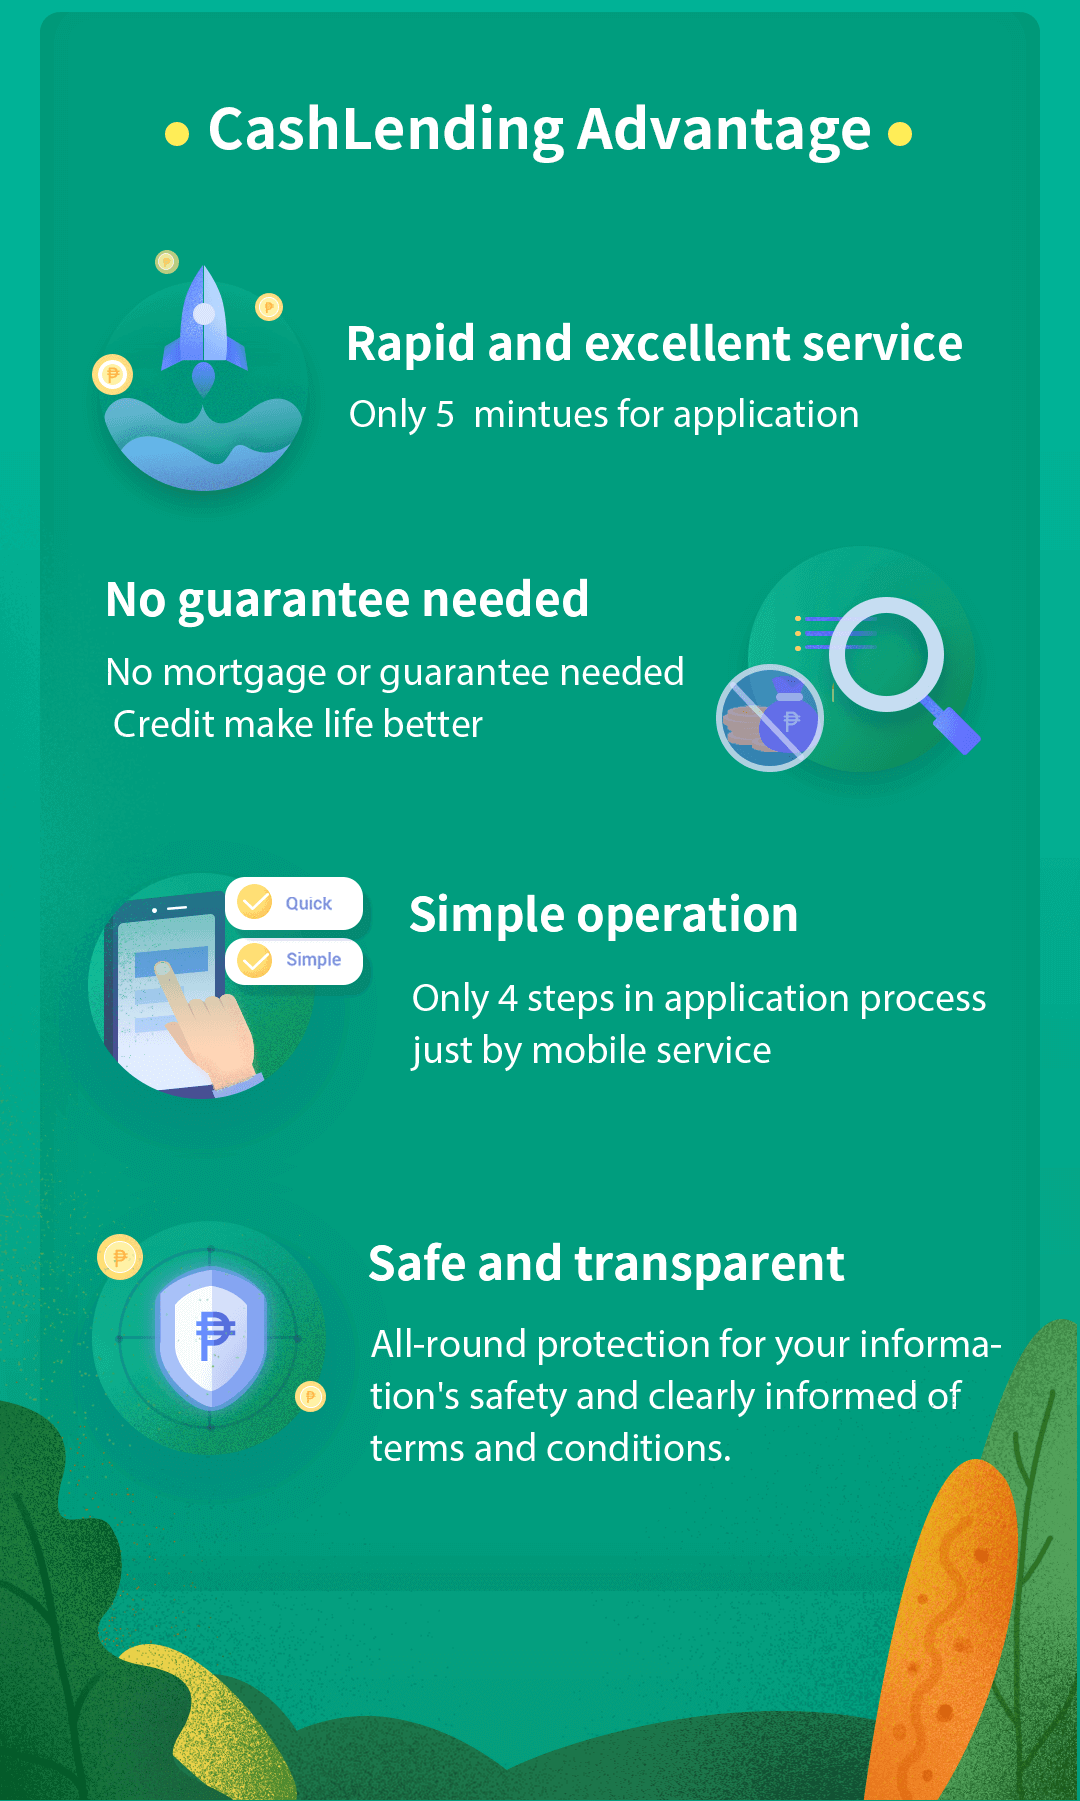 CashLending Advantage
Rapid and excellent service
Only 5  mintues for application
No guarantee needed
No mortgage or guarantee needed
Credit make life better
Quick
Simple
Simple operation
Only 4 steps in application process
just by mobile service
Safe and transparent
All-round protection for your informa-
tion's safety and clearly informed of
terms and conditions.